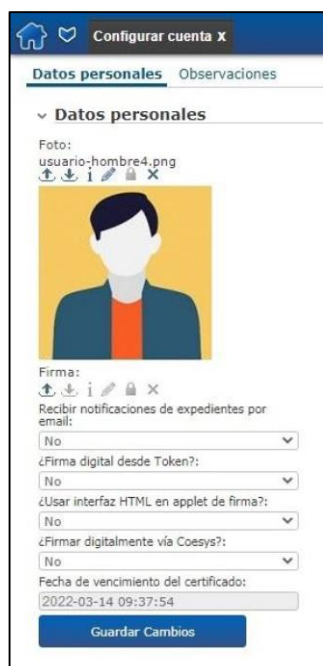 Configurar cuenta x
Datos personales Observaciones
Datos personales
Foto:
usuario-hombre4.png
Firma:
Recibir notificaciones de expedientes por
email:
No
¿Firma digital desde Token?:
No
¿Usar interfaz HTML en applet de firma?:
No
¿Firmar digitalmente vía Coesys?:
No
Fecha de vencimiento del certificado:
2022-03-14 09:37:54
Guardar Cambios